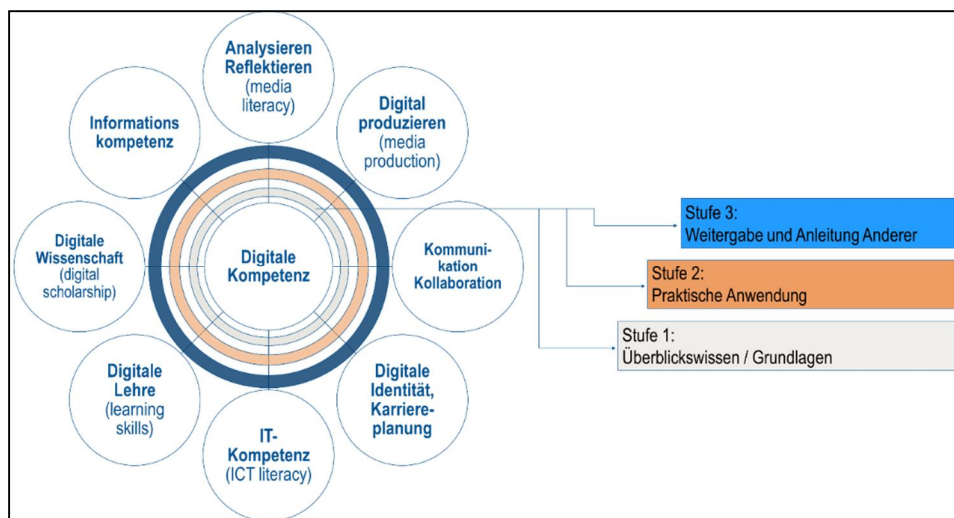 Analysieren
Reflektieren
(media
literacy)
Digital
produzieren
(media
production)
Kommuni-
kation
Kollaboration
Digitale
Identität,
Karriere-
planung
IT-
Kompetenz
(ICT literacy)
Digitale
Lehre
(learning
skills)
Digitale
Wissenschaft
(digital
scholarship)
Informations
kompetenz
Digitale
Kompetenz
Stufe 3:
Weitergabe und Anleitung Anderer
Stufe 2:
Praktische Anwendung
Stufe 1:
Überblickswissen / Grundlagen